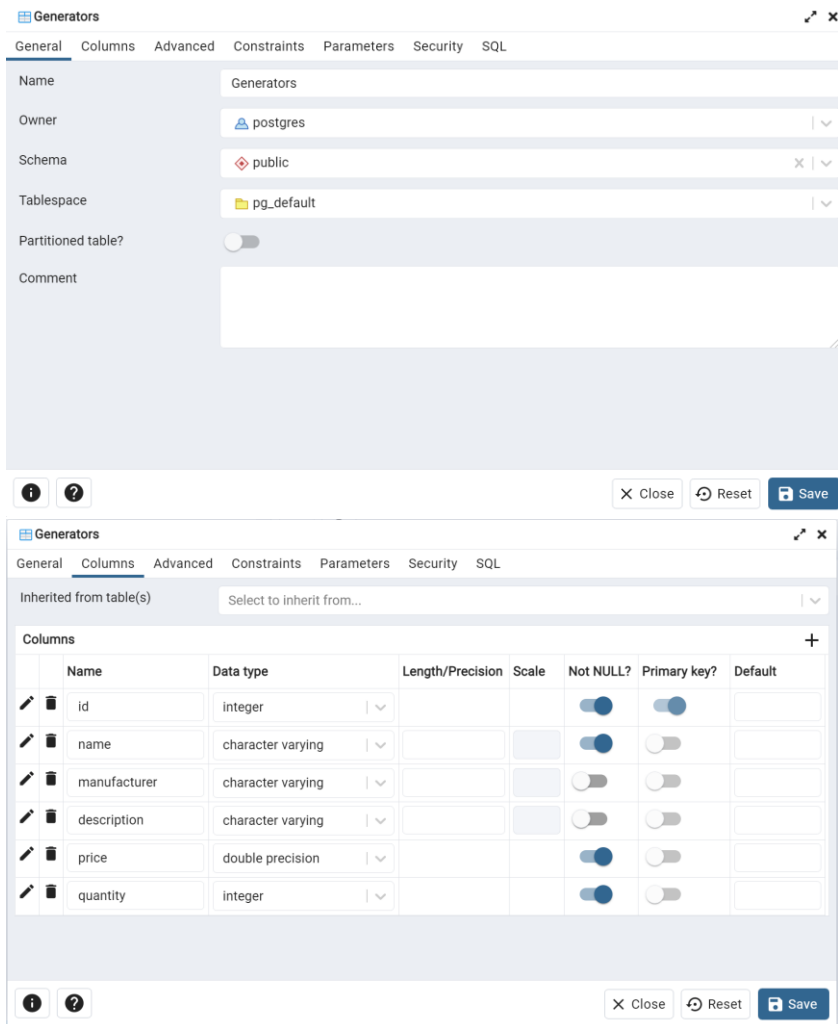 Generators
General Columns Advanced Constraints Parameters Security SQL
Name Generators
Owner postgres
Schema public
Tablespace pg_default
Partitioned table?
Comment
Close Reset Save
Generators
General Columns Advanced Constraints Parameters Security SQL
Inherited from table(s) Select to inherit from...
Columns
Name Data type Length/Precision Scale Not NULL? Primary key? Default
id integer
name character varying
manufacturer character varying
description character varying
price double precision
quantity integer
Close Reset Save